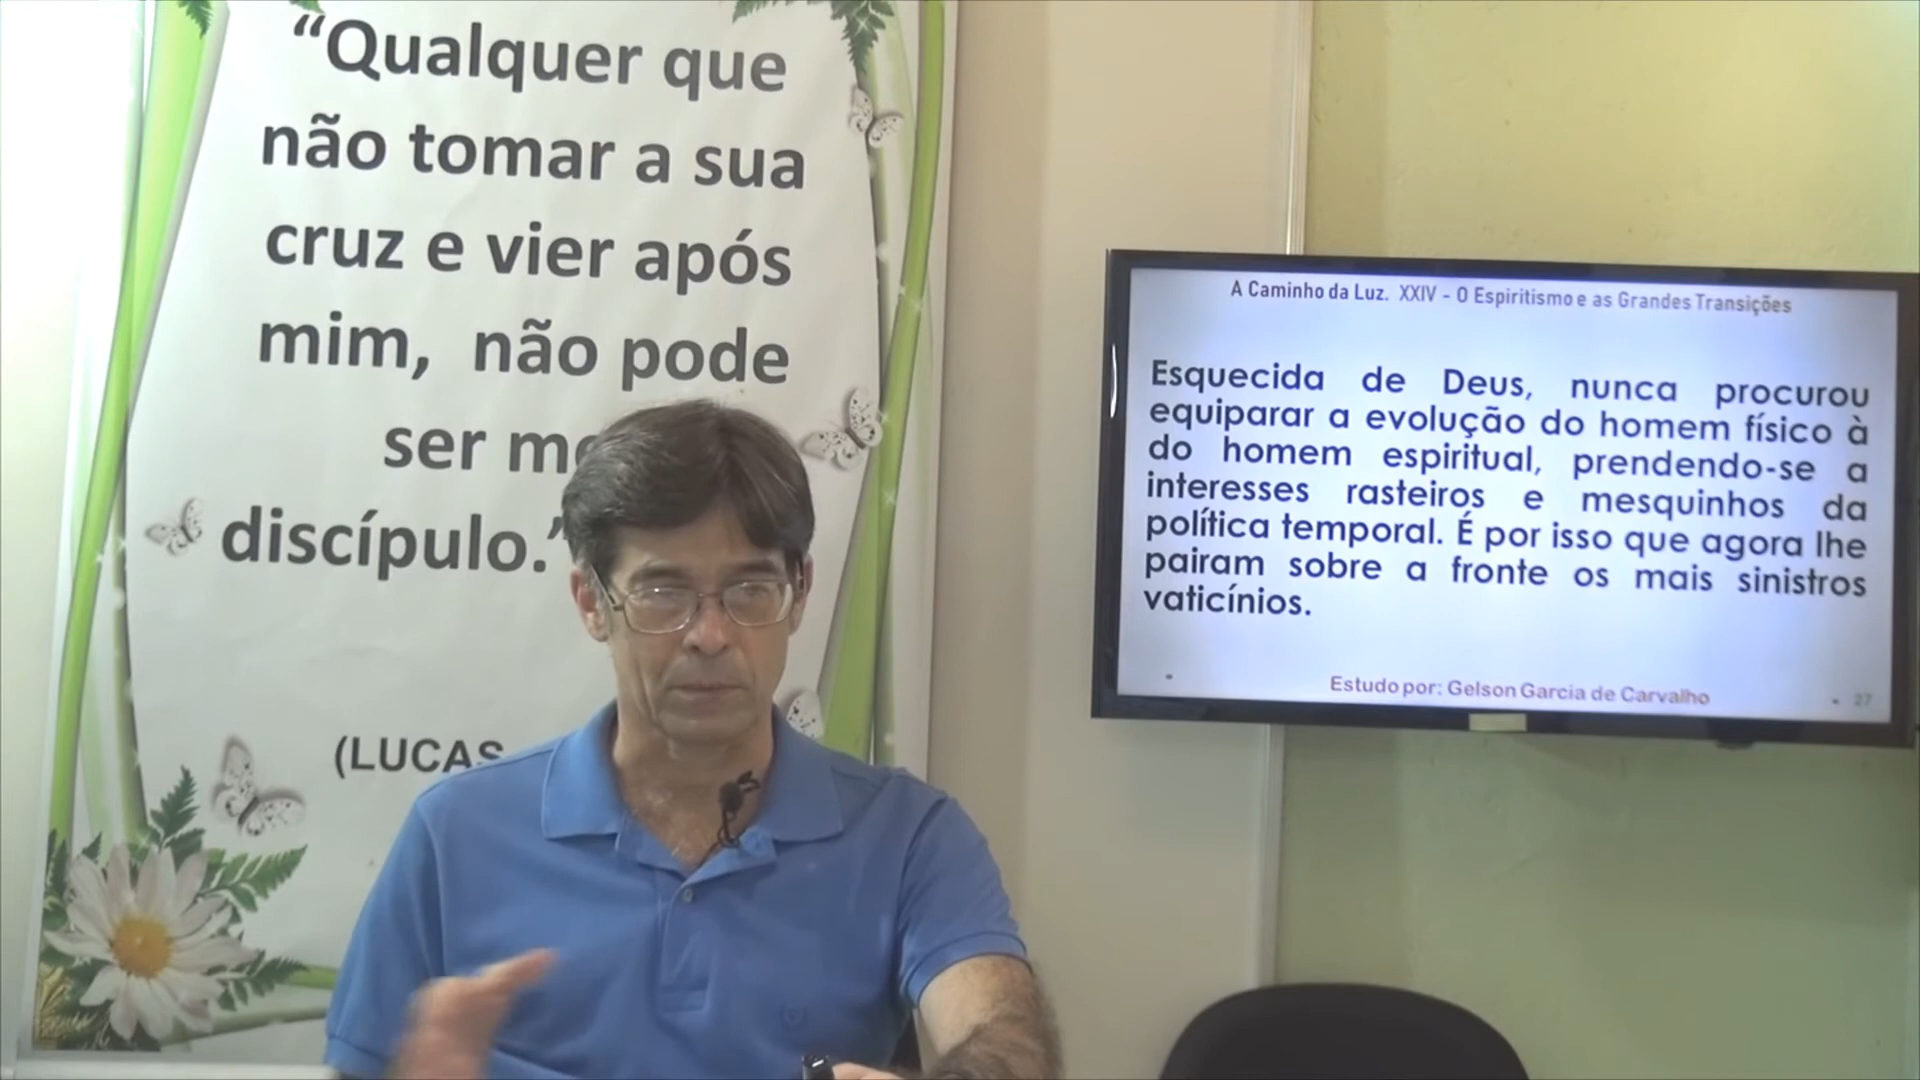 “Qualquer que
não tomar a sua
cruz e vier após
mim, não pode
ser
discípulo.”
(LUCAS
A Caminho da Luz. XXIV - O Espiritismo e as Grandes Transições
Esquecida de Deus, nunca procurou
equiparar a evolução do homem físico à
do homem espiritual, prendendo-se a
interesses rasteiros e mesquinhos da
política temporal. É por isso que agora lhe
pairam sobre a fronte os mais sinistros
vaticínios.
Estudo por: Gelson Garcia de Carvalho
27